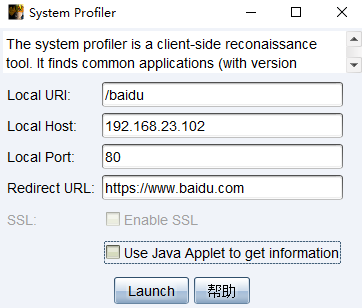 System Profiler
The system profiler is a client-side reconaissance
tool. It finds common applications (with version
Local URI: /baidu
Local Host: 192.168.23.102
Local Port: 80
Redirect URL: https://www.baidu.com
SSL: Enable SSL
Use Java Applet to get information
Launch 帮助